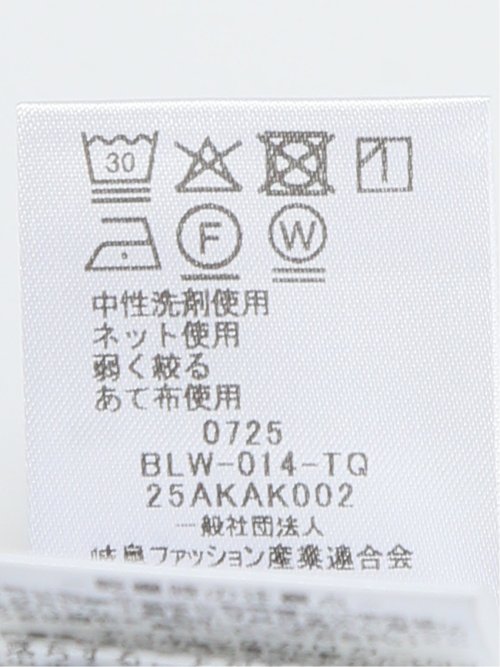 30
F W
中性洗剤使用
ネット使用
弱く絞る
あて布使用
0725
BLW-014-TQ
25AKAK002
一般社団法人
岐阜ファッション産業連合会